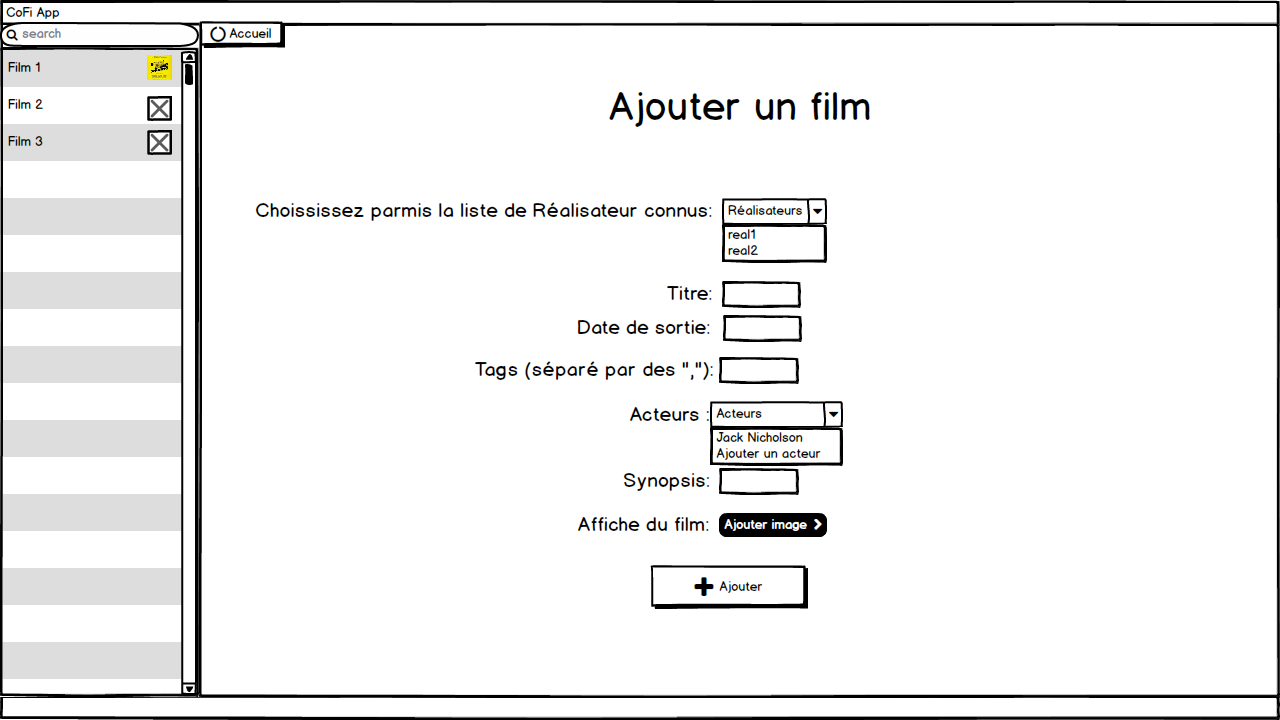 CoFi App
search
Accueil
Film 1
Film 2
Film 3
Ajouter un film
Choississez parmis la liste de Réalisateur connus:
Réalisateurs
real1
real2
Titre:
Date de sortie:
Tags (séparé par des ","):
Acteurs :
Acteurs
Jack Nicholson
Ajouter un acteur
Synopsis:
Affiche du film:
Ajouter image
Ajouter